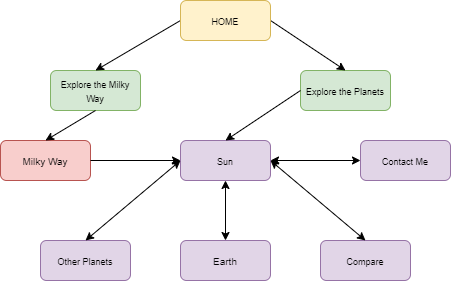 HOME
Explore the Milky
Way
Explore the Planets
Milky Way
Sun
Contact Me
Other Planets
Earth
Compare